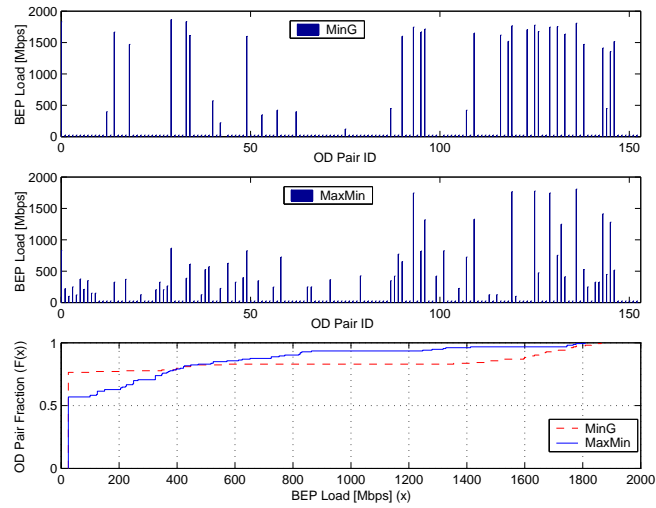 2000
1500
1000
500
0
BEP Load [Mbps]
MinG
0 50 100 150
OD Pair ID
2000
1500
1000
500
0
BEP Load [Mbps]
MaxMin
0 50 100 150
OD Pair ID
1
0.5
0
OD Pair Fraction (F(x))
MinG
MaxMin
0 200 400 600 800 1000 1200 1400 1600 1800 2000
BEP Load [Mbps] (x)